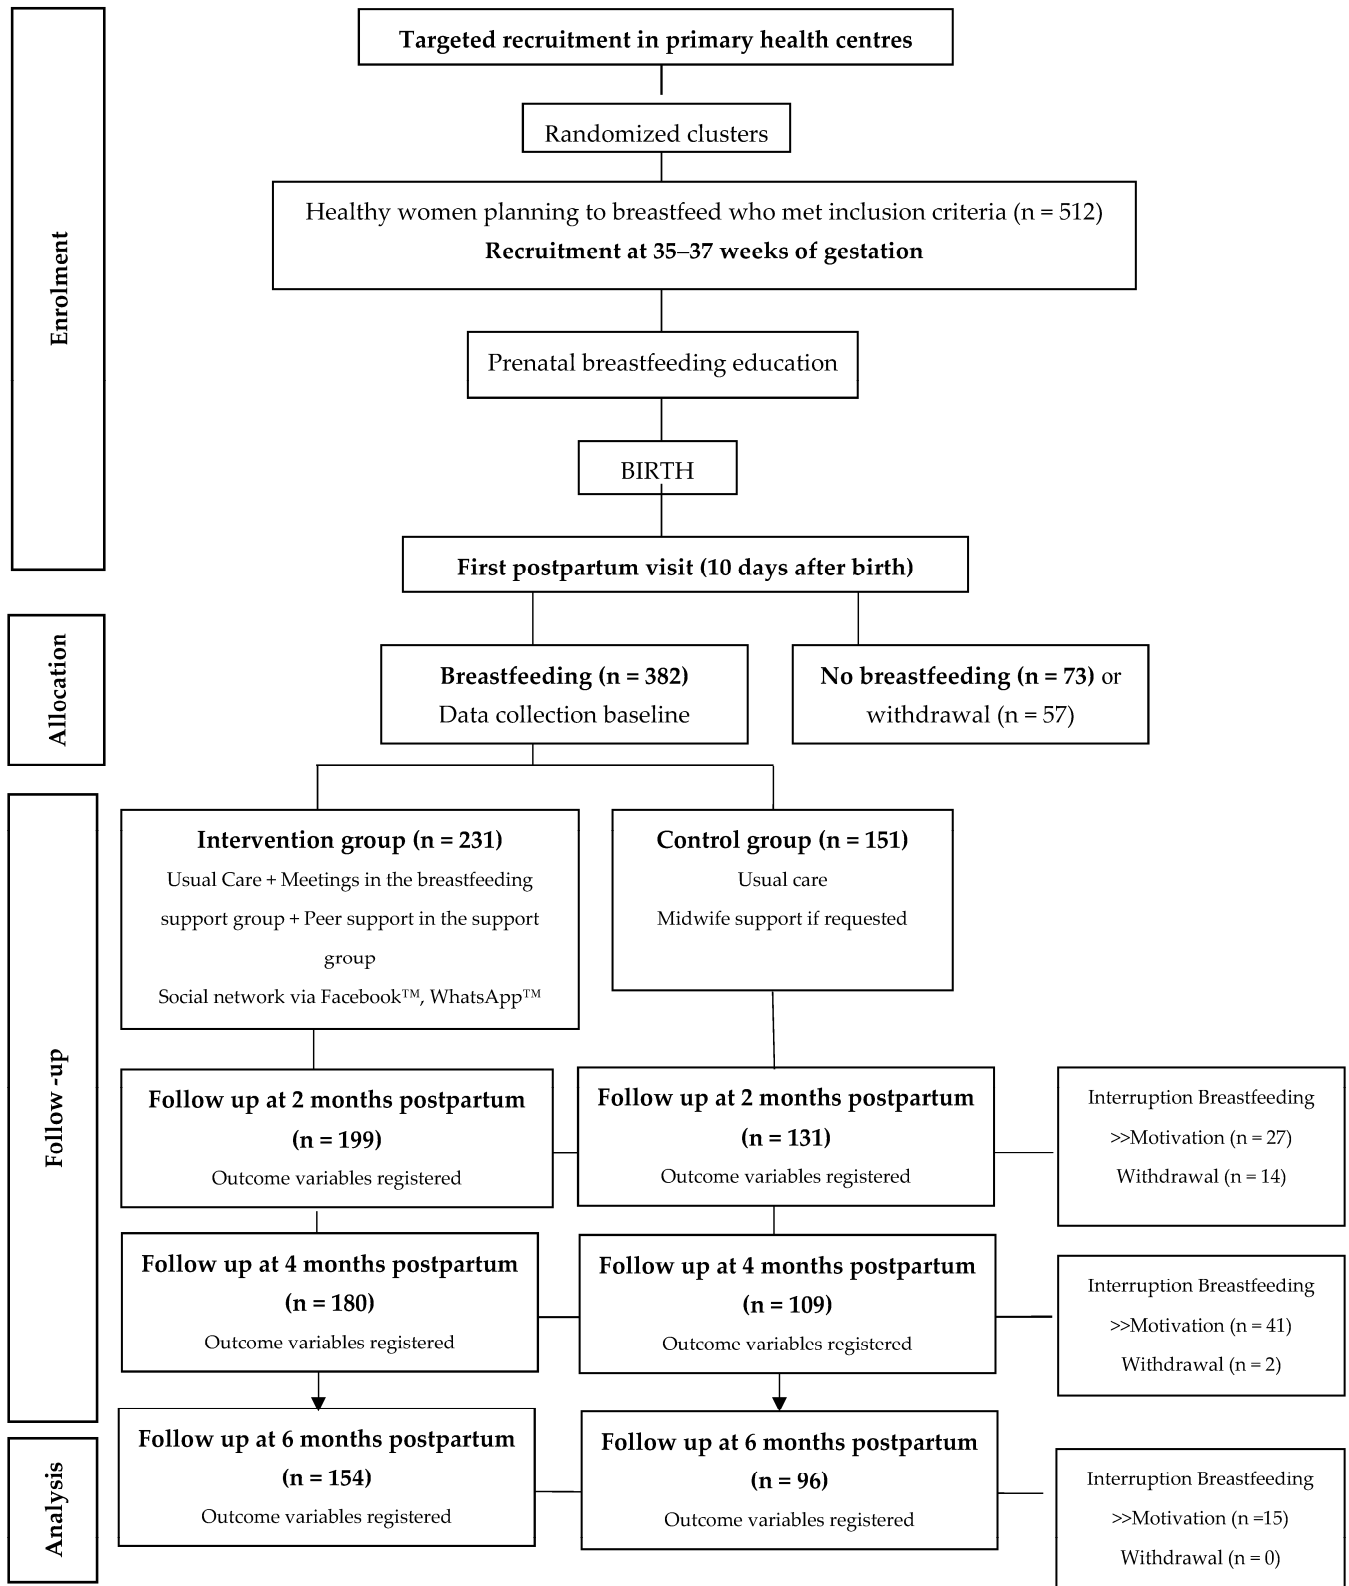 Targeted recruitment in primary health centres
Randomized clusters
Healthy women planning to breastfeed who met inclusion criteria (n = 512)
Recruitment at 35–37 weeks of gestation
Enrolment
Prenatal breastfeeding education
BIRTH
First postpartum visit (10 days after birth)
Allocation
Breastfeeding (n = 382)
Data collection baseline
No breastfeeding (n = 73) or
withdrawal (n = 57)
Intervention group (n = 231)
Usual Care + Meetings in the breastfeeding
support group + Peer support in the support
group
Social network via Facebook™, WhatsApp™
Control group (n = 151)
Usual care
Midwife support if requested
Follow -up
Follow up at 2 months postpartum
(n = 199)
Outcome variables registered
Follow up at 2 months postpartum
(n = 131)
Outcome variables registered
Interruption Breastfeeding
>>Motivation (n = 27)
Withdrawal (n = 14)
Follow up at 4 months postpartum
(n = 180)
Outcome variables registered
Follow up at 4 months postpartum
(n = 109)
Outcome variables registered
Interruption Breastfeeding
>>Motivation (n = 41)
Withdrawal (n = 2)
Analysis
Follow up at 6 months postpartum
(n = 154)
Outcome variables registered
Follow up at 6 months postpartum
(n = 96)
Outcome variables registered
Interruption Breastfeeding
>>Motivation (n =15)
Withdrawal (n = 0)